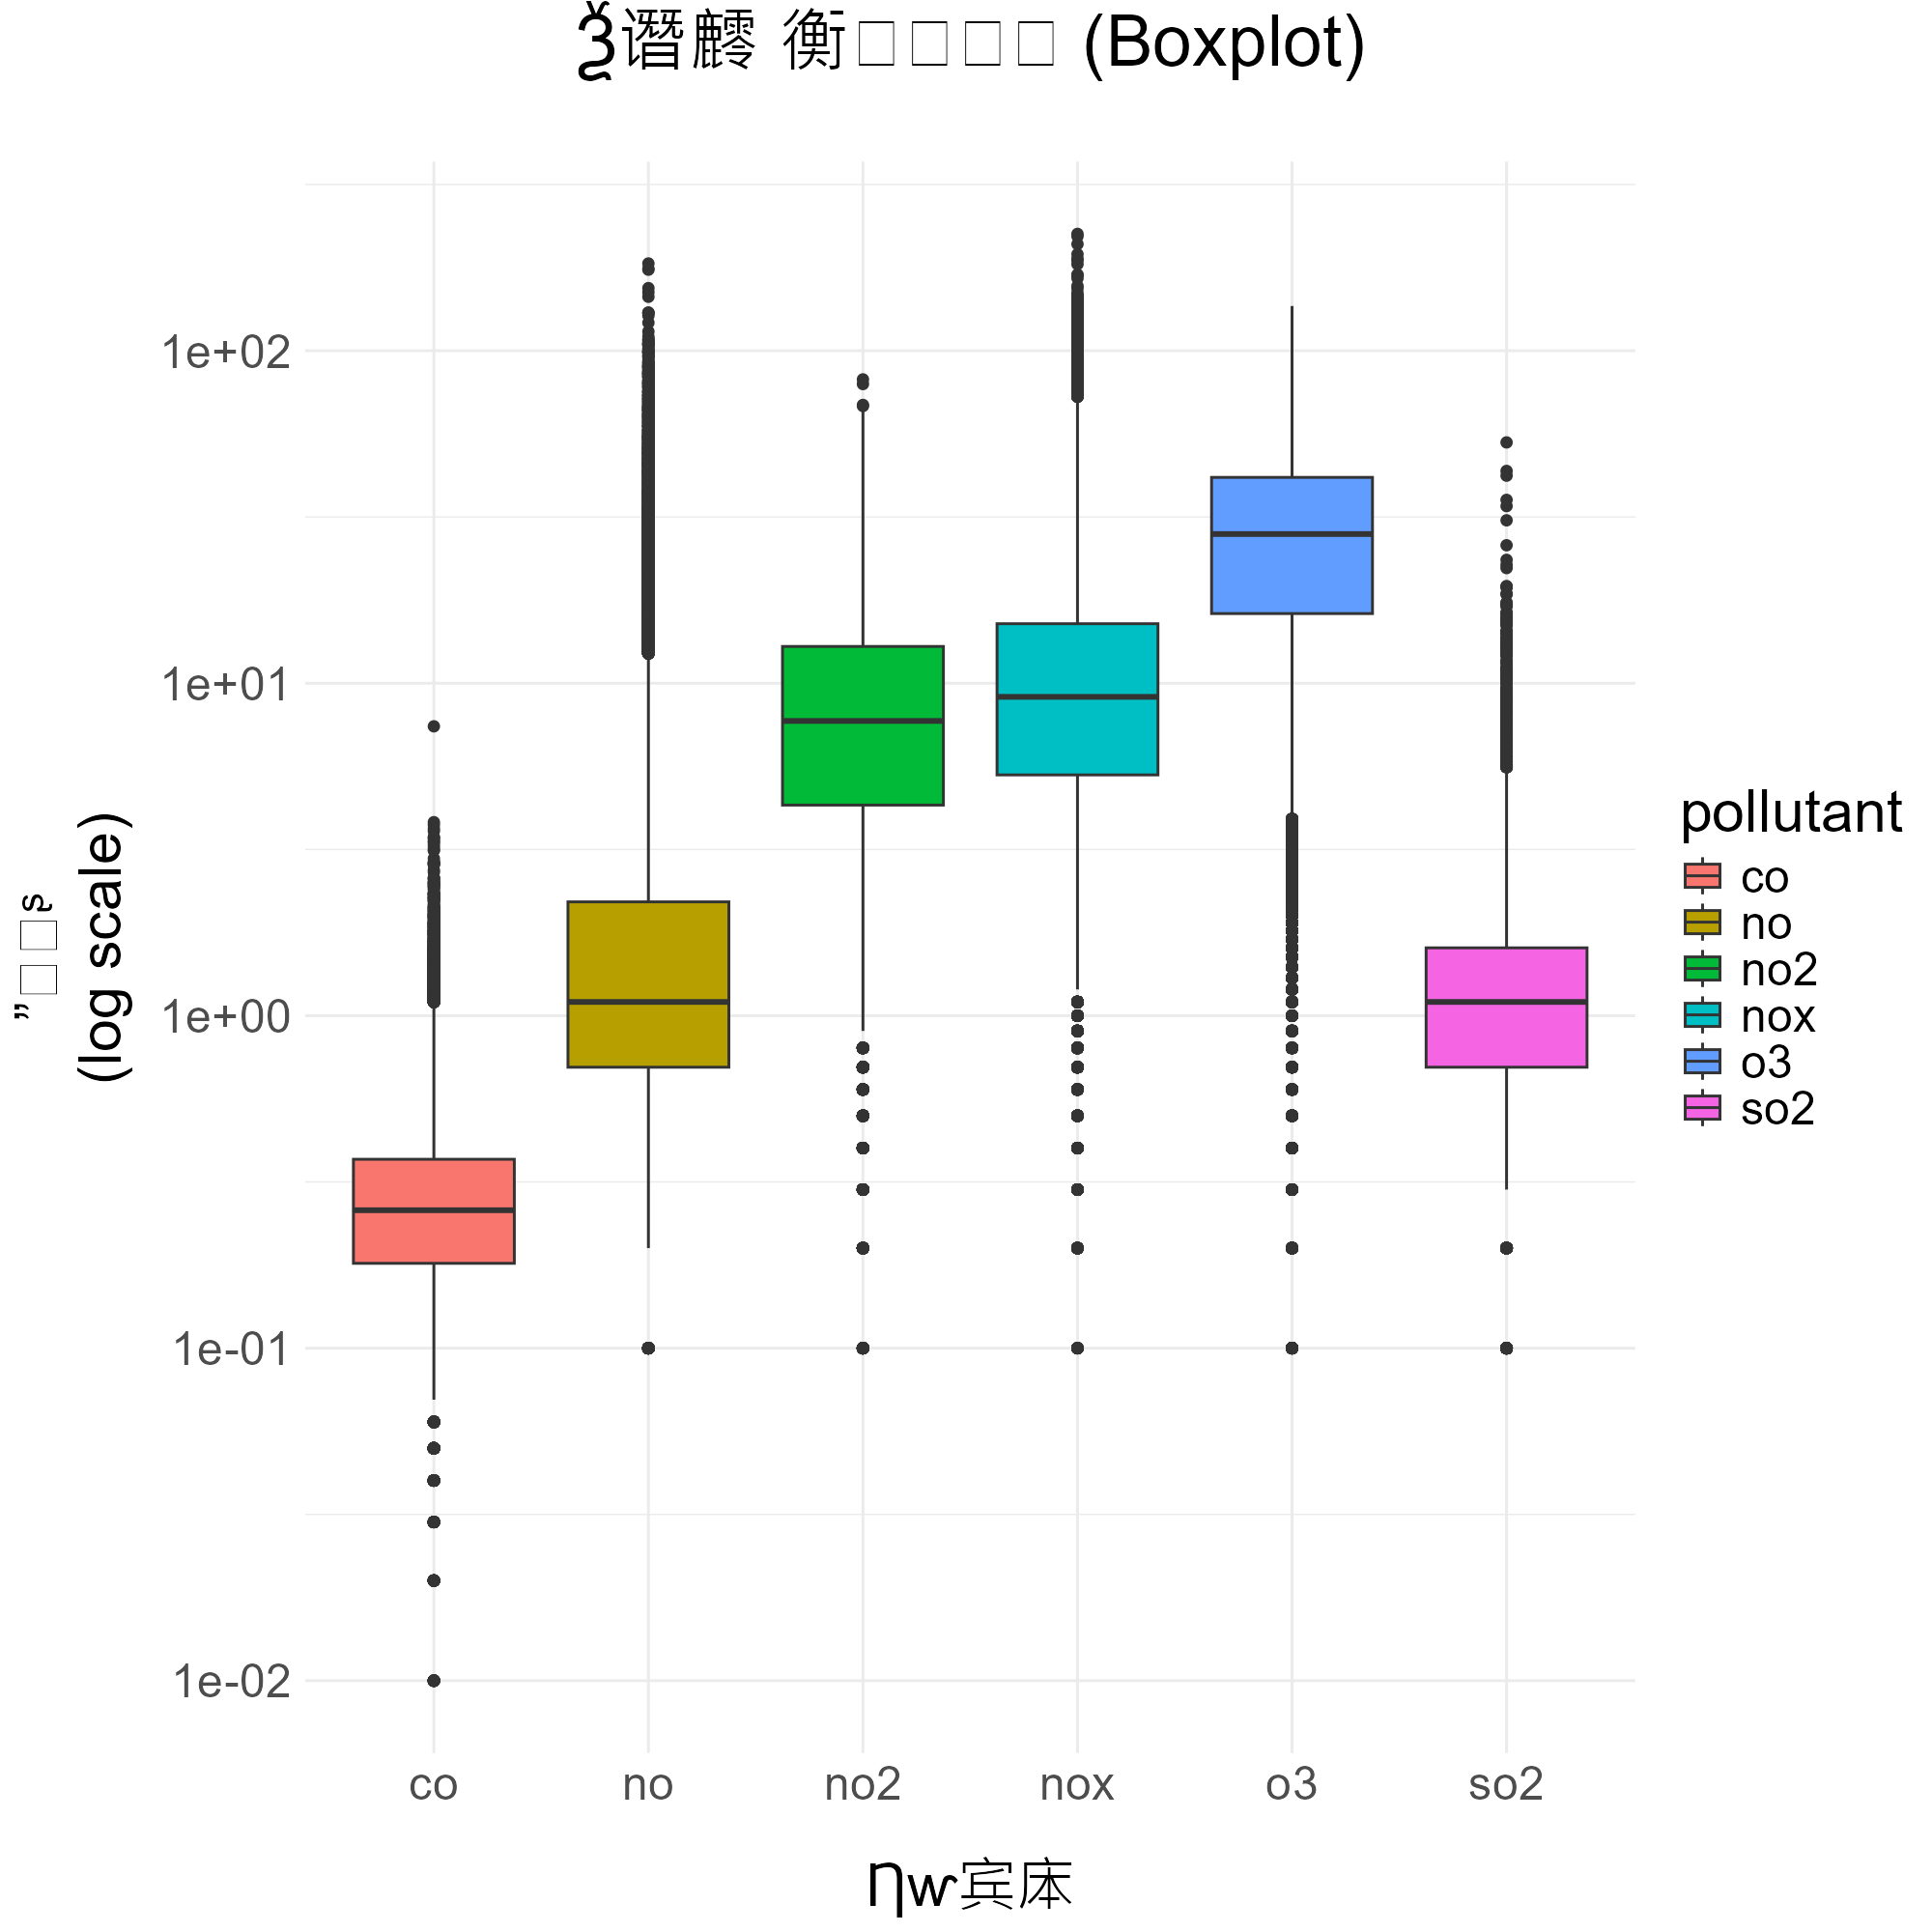 (Boxplot)
1e+02
1e+01
1e+00
1e-01
1e-02
(log scale)
co no no2 nox o3 so2
pollutant
co
no
no2
nox
o3
so2